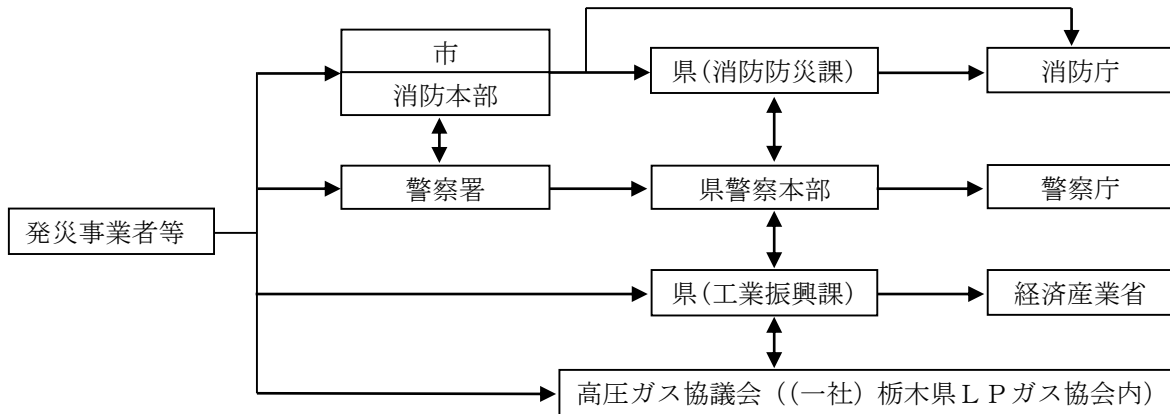 市
消防本部
県(消防防災課)
消防庁
警察署
県警察本部
警察庁
発災事業者等
県(工業振興課)
経済産業省
高圧ガス協議会((一社)栃木県LPガス協会内)